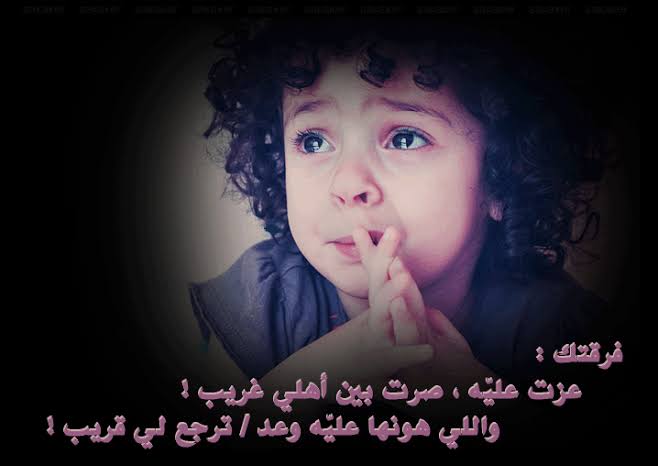 فرقتك :
عزت عليّه ، صرت بين أهلي غريب !
واللي هونها عليّه وعد / ترجع لي قريب !